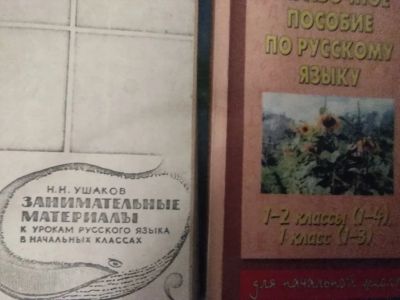 Н.Н. УШАКОВ
ЗАНИМАТЕЛЬНЫЕ
МАТЕРИАЛЫ
К УРОКАМ РУССКОГО ЯЗЫКА
В НАЧАЛЬНЫХ КЛАССАХ
ПОСОБИЕ
ПО РУССКОМУ
ЯЗЫКУ
1-2 классы (1-4)
1 класс (1-3)
для начальной